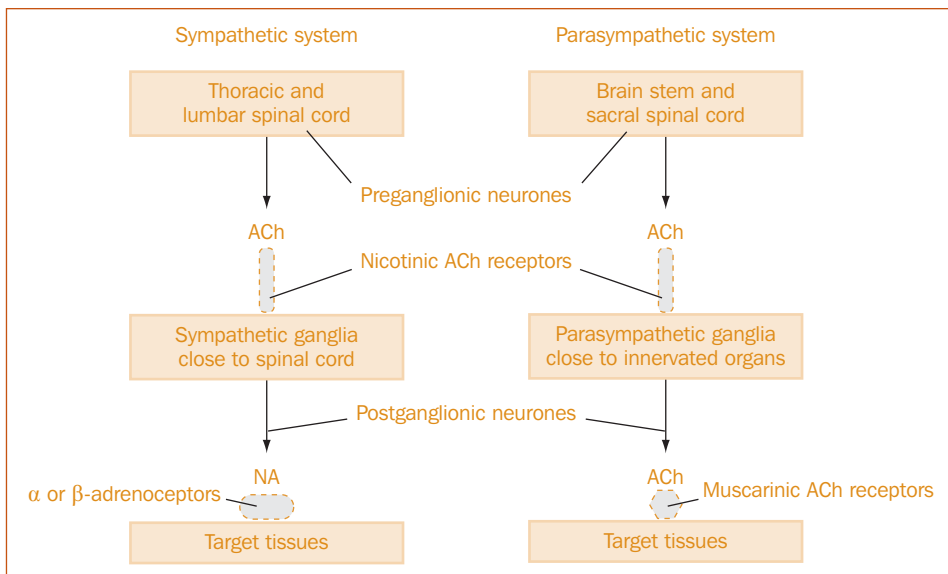 Sympathetic system
Parasympathetic system
Thoracic and
lumbar spinal cord
Brain stem and
sacral spinal cord
Preganglionic neurones
ACh
ACh
Nicotinic ACh receptors
Sympathetic ganglia
close to spinal cord
Parasympathetic ganglia
close to innervated organs
Postganglionic neurones
NA
ACh
α or β-adrenoceptors
Muscarinic ACh receptors
Target tissues
Target tissues